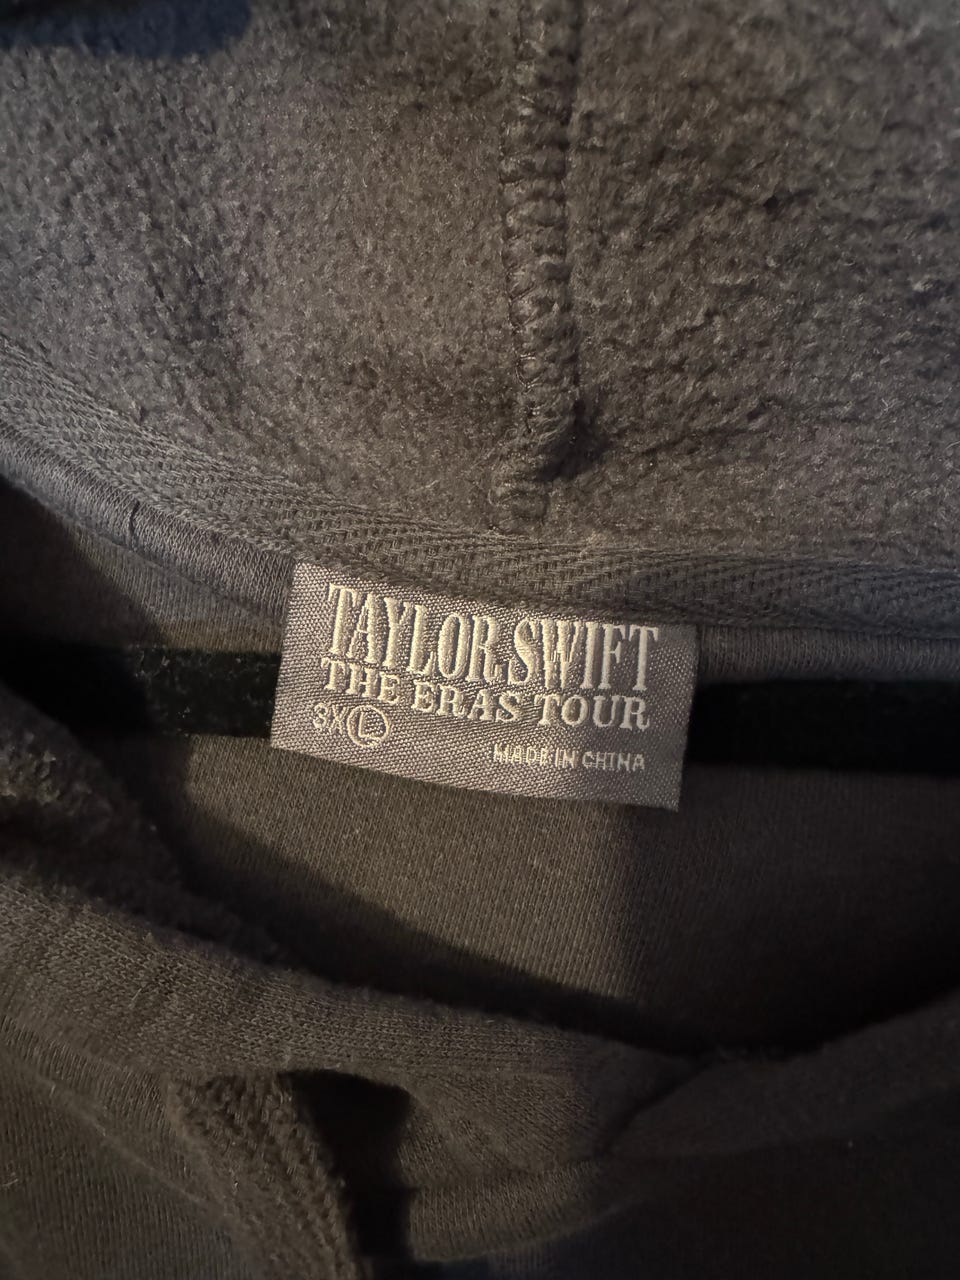 TAYLOR SWIFT
THE ERAS TOUR
3XL
MADE IN CHINA